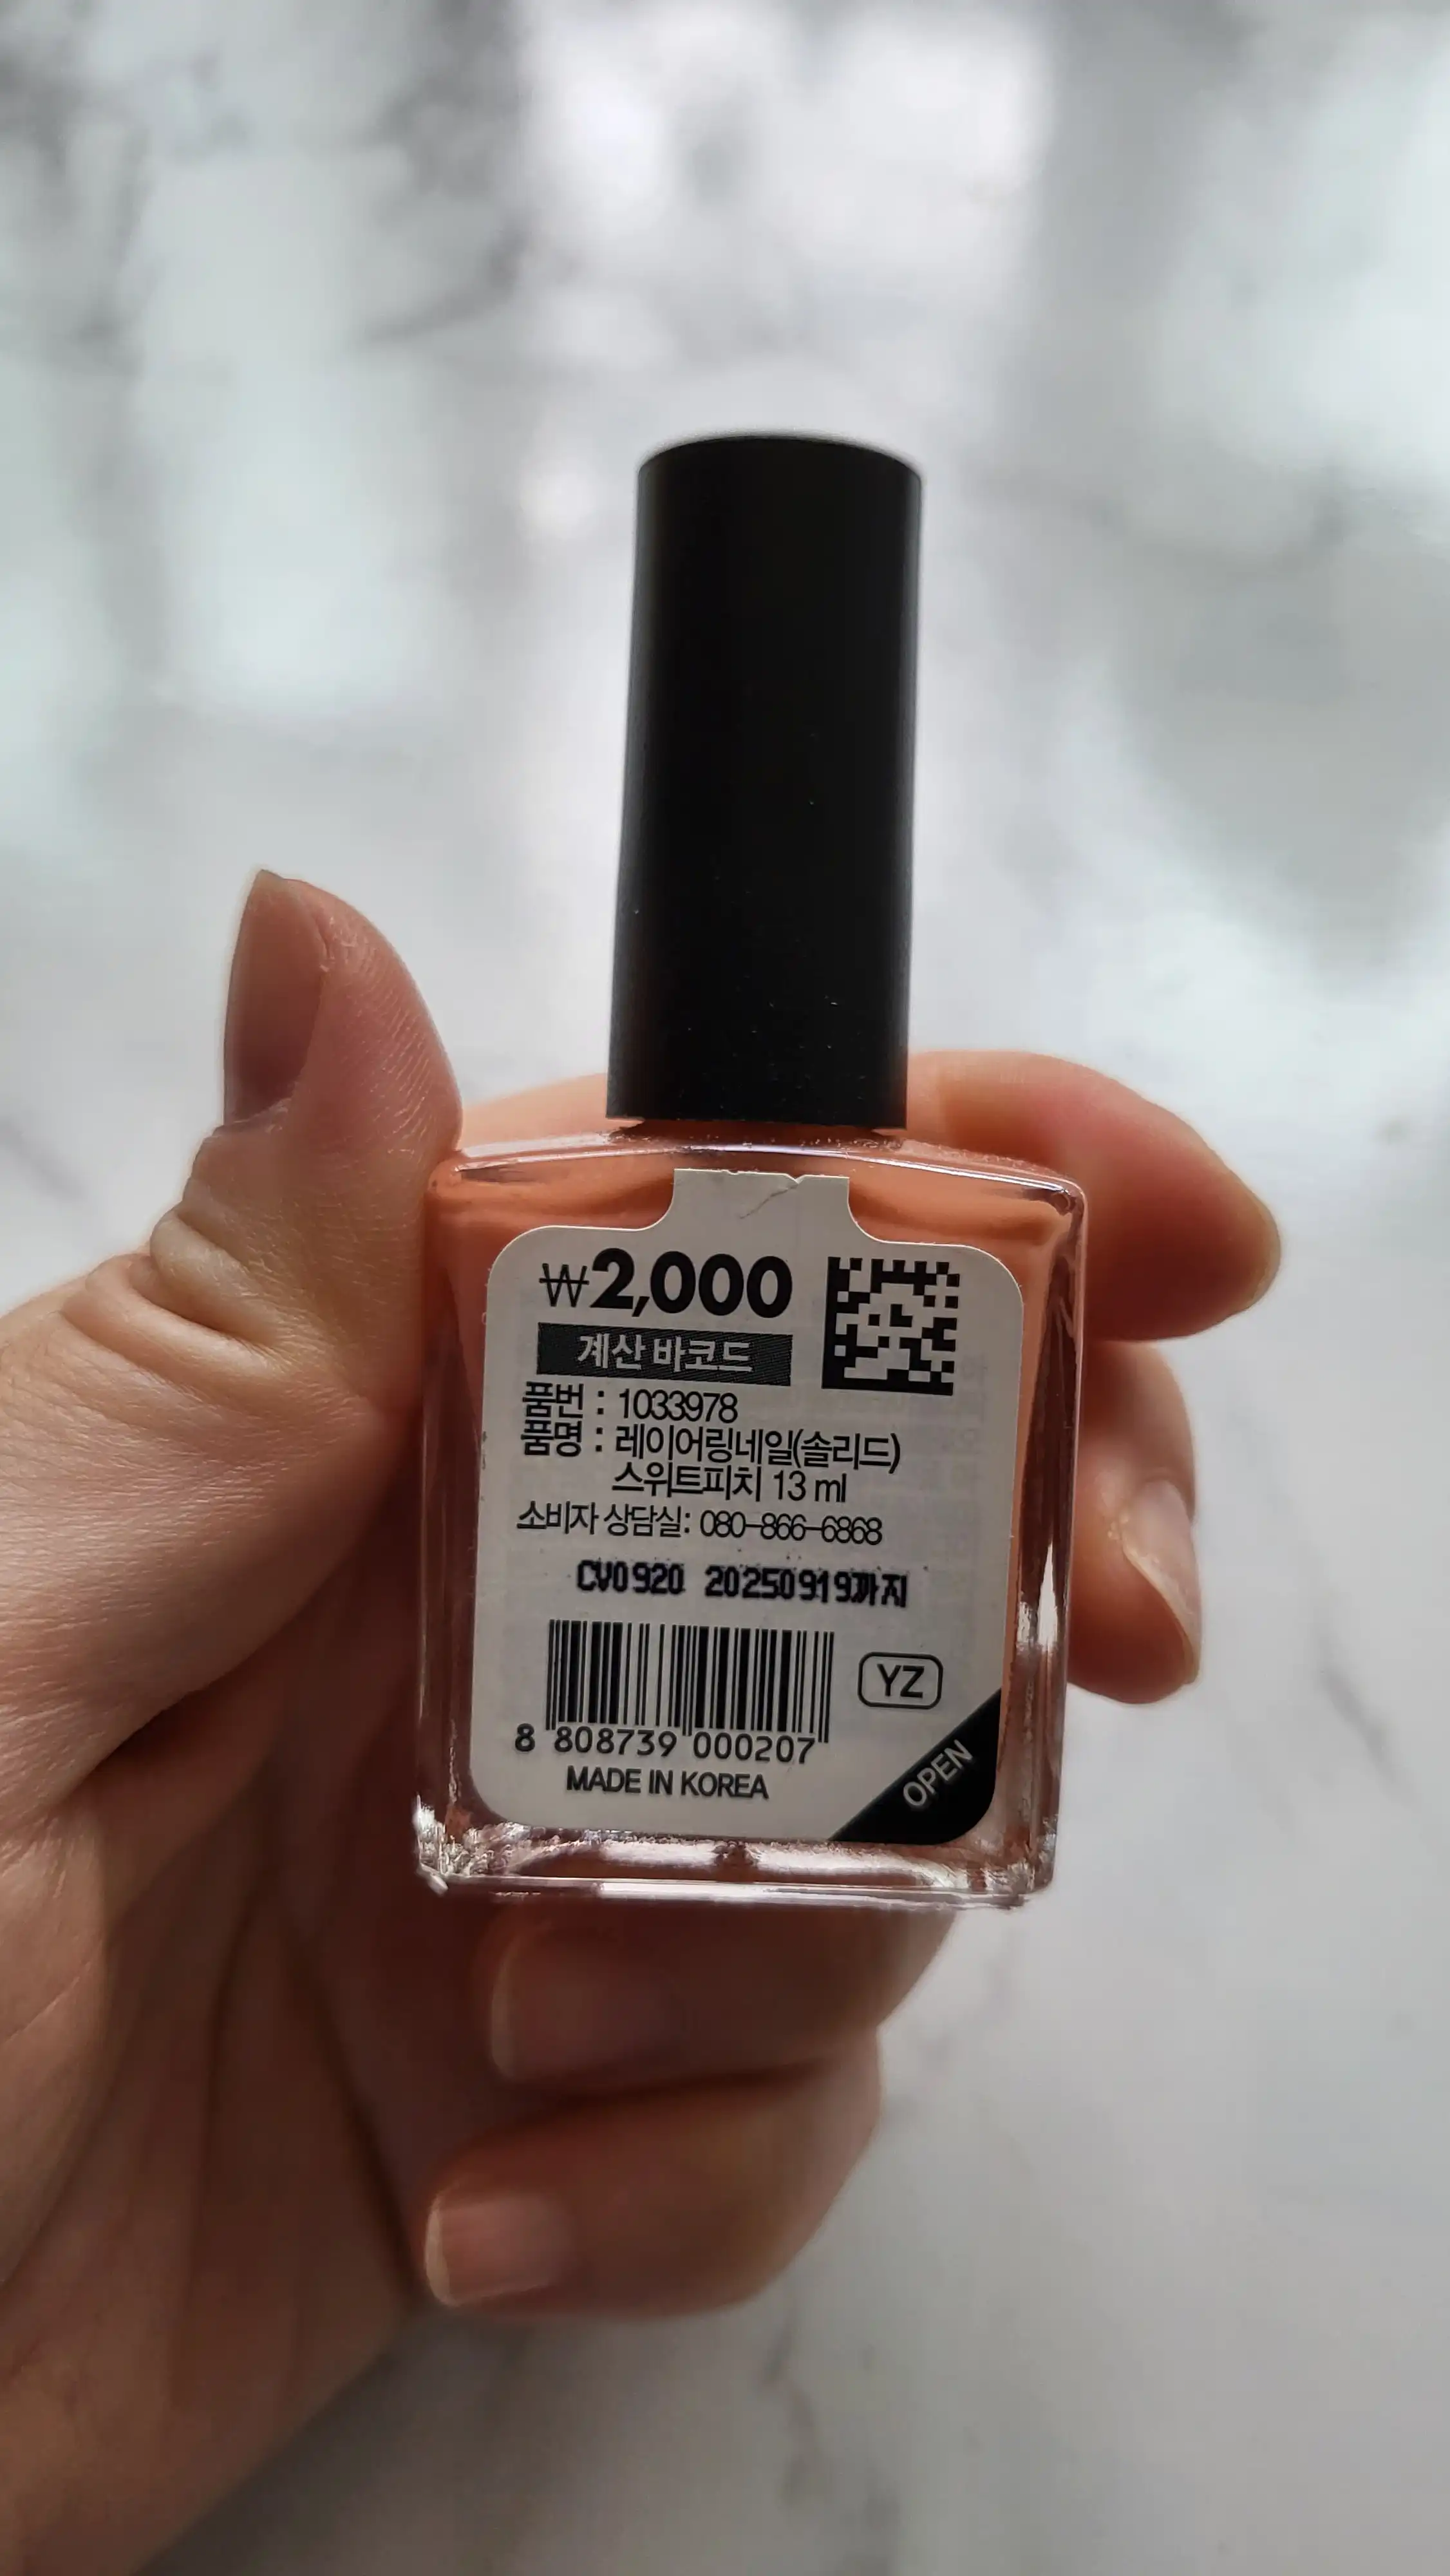 ₩2,000
계산 바코드
품번 : 1033978
품명 : 레이어링네일(솔리드)
스위트피치 13 ml
소비자 상담실: 080-866-6868
CV0920 20250919까지
YZ
8 808739 000207
MADE IN KOREA
OPEN